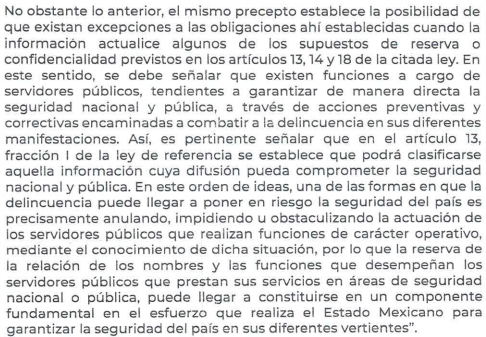 No obstante lo anterior, el mismo precepto establece la posibilidad de
que existan excepciones a las obligaciones ahí establecidas cuando la
información actualice algunos de los supuestos de reserva o
confidencialidad previstos en los artículos 13, 14 y 18 de la citada ley. En
este sentido, se debe señalar que existen funciones a cargo de
servidores públicos, tendientes a garantizar de manera directa la
seguridad nacional y pública, a través de acciones preventivas y
correctivas encaminadas a combatir a la delincuencia en sus diferentes
manifestaciones. Así, es pertinente señalar que en el artículo 13,
fracción I de la ley de referencia se establece que podrá clasificarse
aquella información cuya difusión pueda comprometer la seguridad
nacional y pública. En este orden de ideas, una de las formas en que la
delincuencia puede llegar a poner en riesgo la seguridad del país es
precisamente anulando, impidiendo u obstaculizando la actuación de
los servidores públicos que realizan funciones de carácter operativo,
mediante el conocimiento de dicha situación, por lo que la reserva de
la relación de los nombres y las funciones que desempeñan los
servidores públicos que prestan sus servicios en áreas de seguridad
nacional o pública, puede llegar a constituirse en un componente
fundamental en el esfuerzo que realiza el Estado Mexicano para
garantizar la seguridad del país en sus diferentes vertientes”.